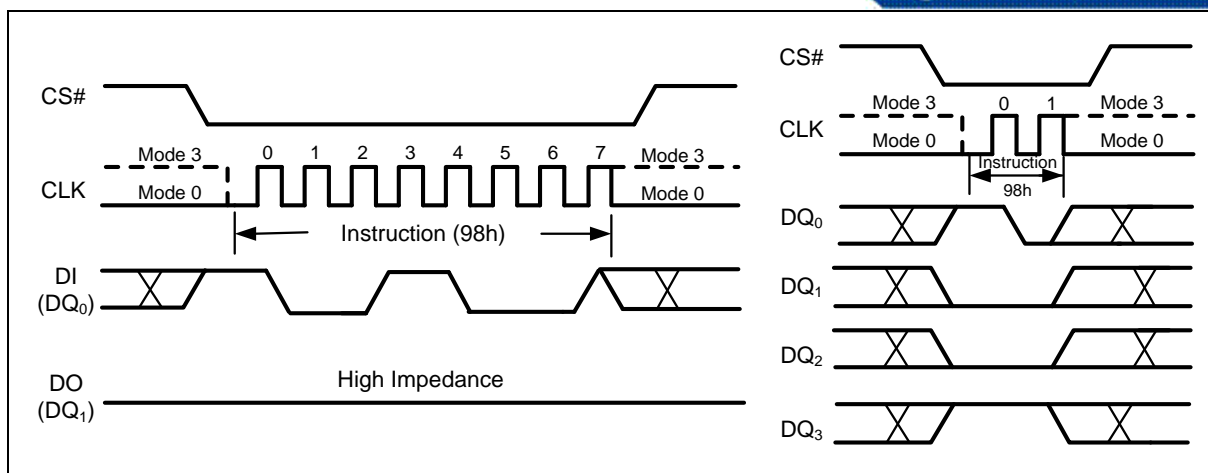 CS#
Mode 3 0 1 2 3 4 5 6 7 Mode 3
CLK
Mode 0 Mode 0
Instruction (98h)
DI
(DQ0)
High Impedance
DO
(DQ1)
CS#
Mode 3 0 1 Mode 3
CLK
Mode 0 Mode 0
Instruction
98h
DQ0
DQ1
DQ2
DQ3